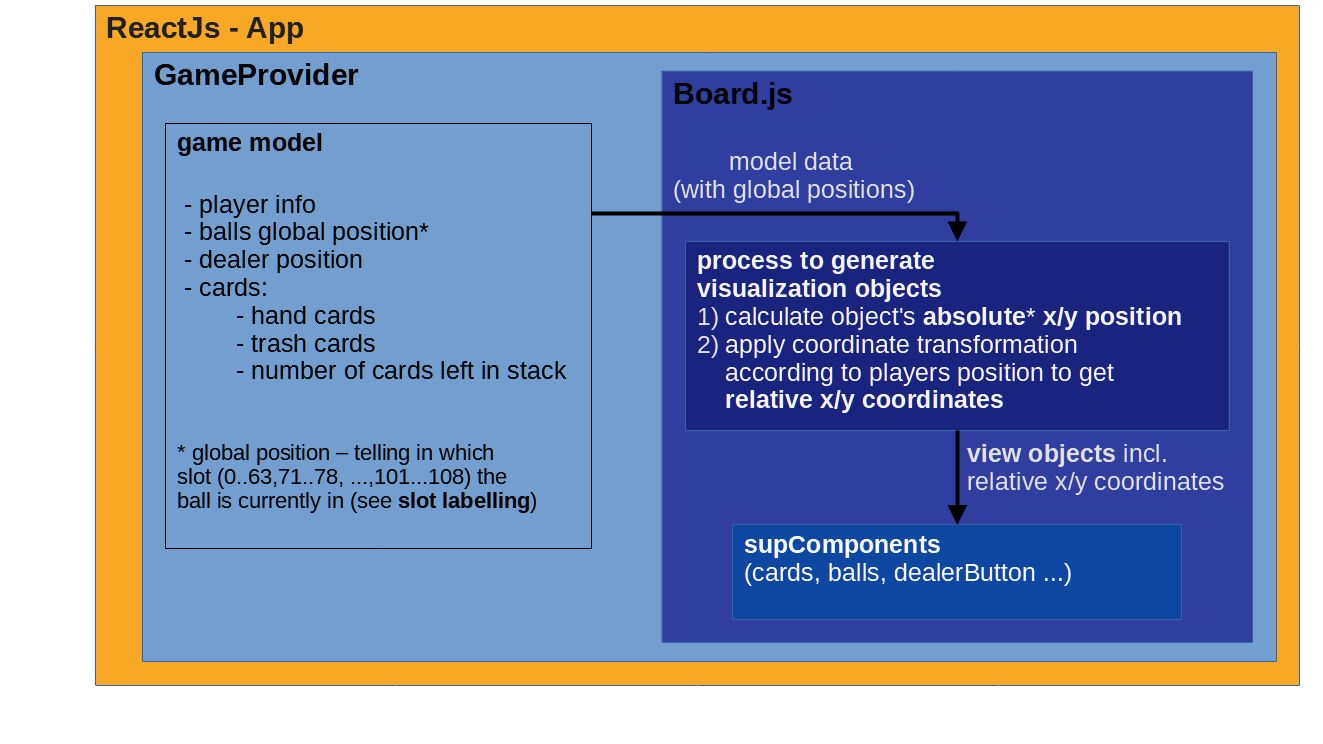 ReactJs - App
GameProvider
game model
- player info
- balls global position*
- dealer position
- cards:
- hand cards
- trash cards
- number of cards left in stack
* global position – telling in which
slot (0..63,71..78, ...,101...108) the
ball is currently in (see slot labelling)
Board.js
model data
(with global positions)
process to generate
visualization objects
1) calculate object's absolute* x/y position
2) apply coordinate transformation
according to players position to get
relative x/y coordinates
view objects incl.
relative x/y coordinates
supComponents
(cards, balls, dealerButton ...)